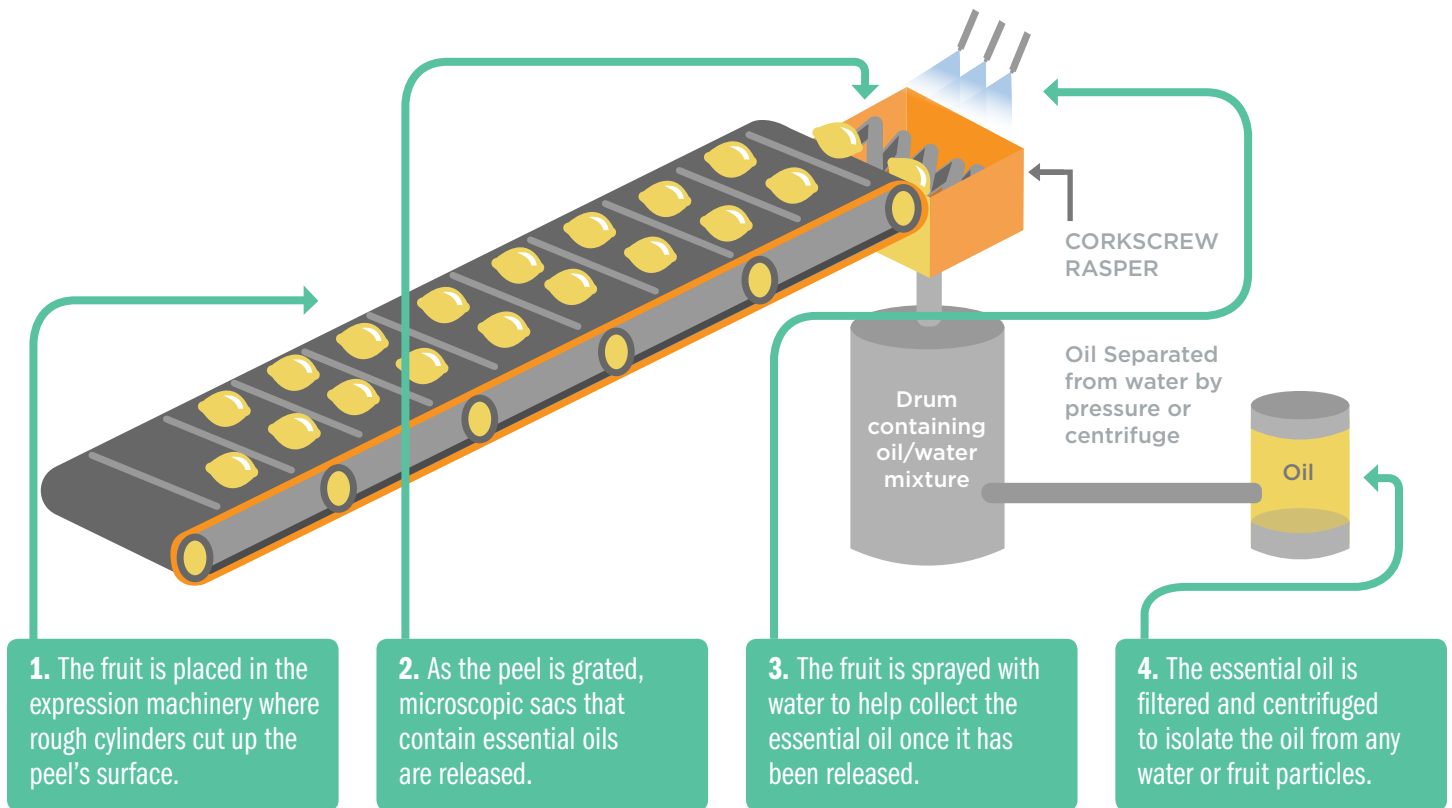 CORKSCREW
RASPER
Oil Separated
from water by
pressure or
centrifuge
Drum
containing
oil/water
mixture
Oil
1. The fruit is placed in the
expression machinery where
rough cylinders cut up the
peel’s surface.
2. As the peel is grated,
microscopic sacs that
contain essential oils
are released.
3. The fruit is sprayed with
water to help collect the
essential oil once it has
been released.
4. The essential oil is
filtered and centrifuged
to isolate the oil from any
water or fruit particles.